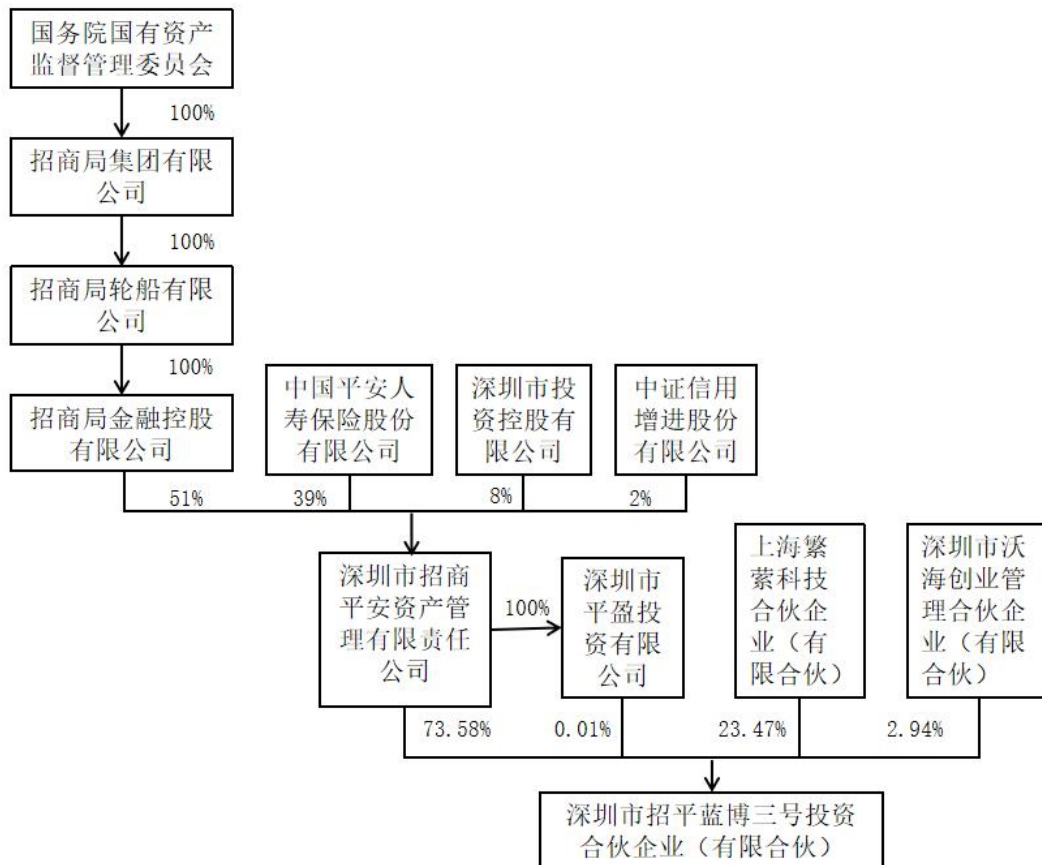 国务院国有资产
监督管理委员会
100%
招商局集团有限
公司
100%
招商局轮船有限
公司
100%
招商局金融控股
有限公司
中国平安人
寿保险股份
有限公司
深圳市投
资控股有
限公司
中证信用
增进股份
有限公司
51%
39%
8%
2%
深圳市招商
平安资产管
理有限责任
公司
100%
深圳市
平盈投
资有限
公司
上海繁
萦科技
合伙企
业（有
限合伙）
深圳市沃
海创业管
理合伙企
业（有限
合伙）
73.58%
0.01%
23.47%
2.94%
深圳市招平蓝博三号投资
合伙企业（有限合伙）